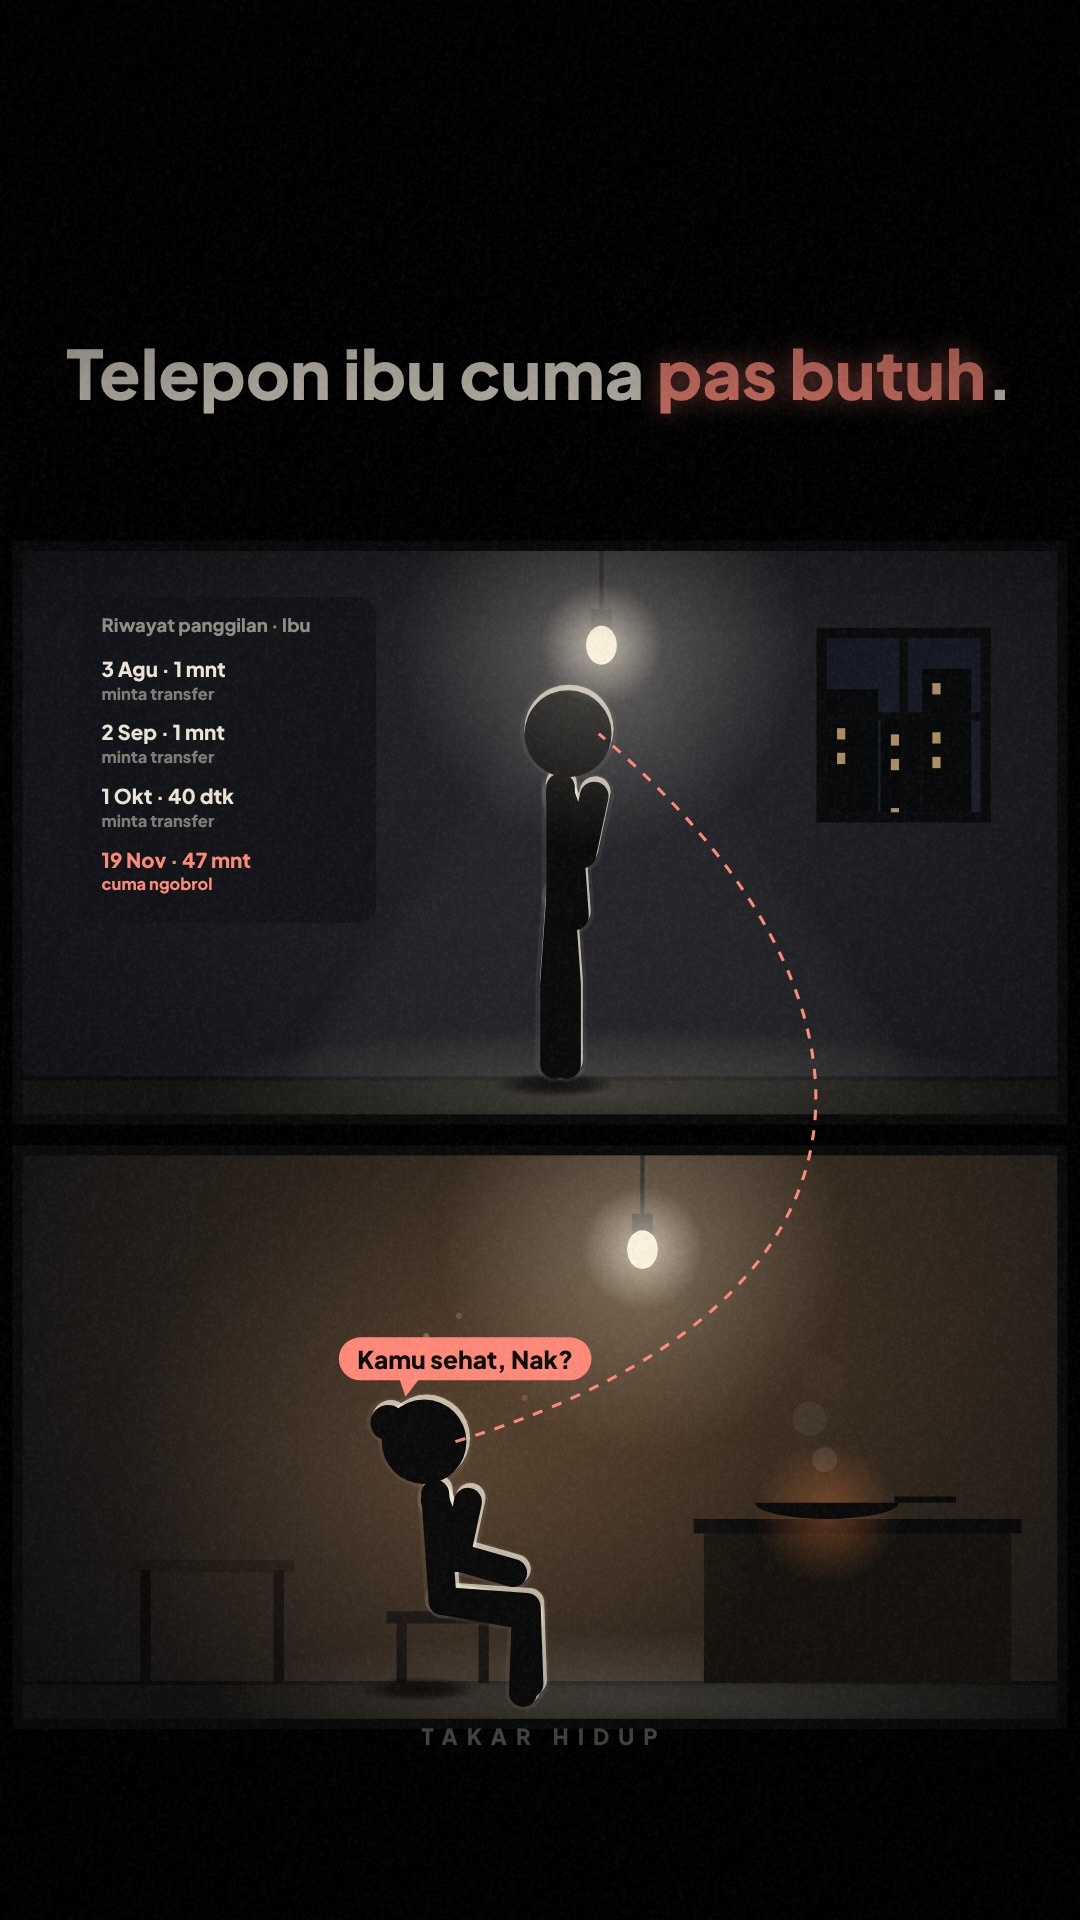 Telepon ibu cuma pas butuh.
Riwayat panggilan · Ibu
3 Agu · 1 mnt
minta transfer
2 Sep · 1 mnt
minta transfer
1 Okt · 40 dtk
minta transfer
19 Nov · 47 mnt
cuma ngobrol
Kamu sehat, Nak?
TAKAR HIDUP